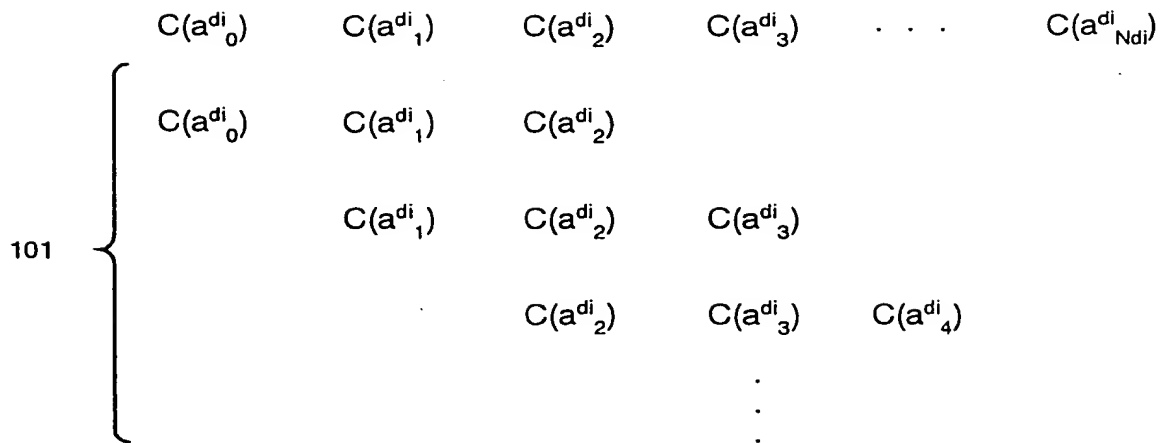 C(a^di_0) C(a^di_1) C(a^di_2) C(a^di_3) . . . C(a^di_Ndi)
C(a^di_0) C(a^di_1) C(a^di_2)
C(a^di_1) C(a^di_2) C(a^di_3)
101
C(a^di_2) C(a^di_3) C(a^di_4)
.
.
.